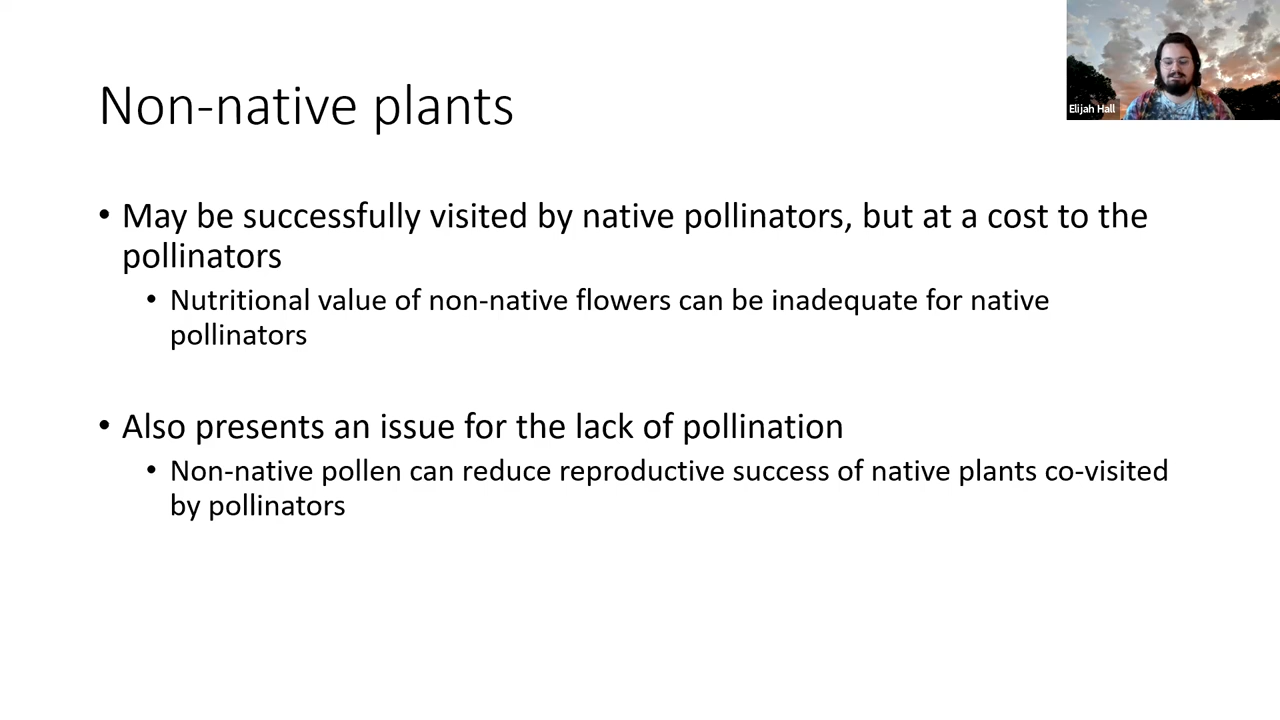 Non-native plants
Elijah Hall
• May be successfully visited by native pollinators, but at a cost to the
pollinators
• Nutritional value of non-native flowers can be inadequate for native
pollinators
• Also presents an issue for the lack of pollination
• Non-native pollen can reduce reproductive success of native plants co-visited
by pollinators